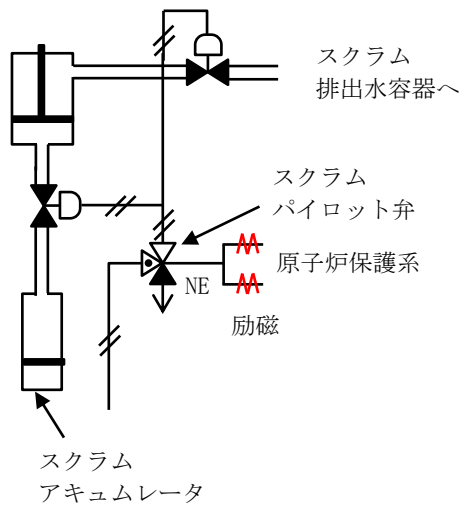 スクラム
排出水容器へ
スクラム
パイロット弁
原子炉保護系
NE
励磁
スクラム
アキュムレータ